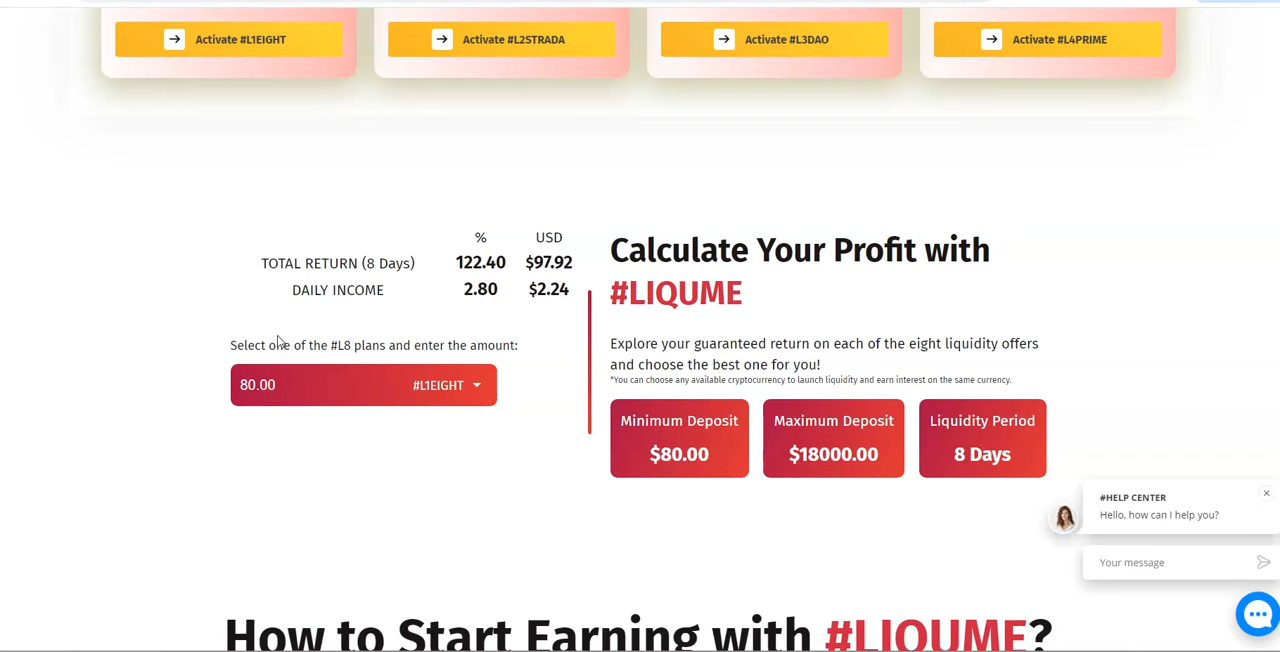 Activate #L1EIGHT
Activate #L2STRADA
Activate #L3DAO
Activate #L4PRIME
% USD
TOTAL RETURN (8 Days) 122.40 $97.92
DAILY INCOME 2.80 $2.24
Select one of the #L8 plans and enter the amount:
80.00 #L1EIGHT
Calculate Your Profit with
#LIQUME
Explore your guaranteed return on each of the eight liquidity offers
and choose the best one for you!
*You can choose any available cryptocurrency to launch liquidity and earn interest on the same currency.
Minimum Deposit
$80.00
Maximum Deposit
$18000.00
Liquidity Period
8 Days
#HELP CENTER
Hello, how can I help you?
Your message
How to Start Earning with #LIQUME?